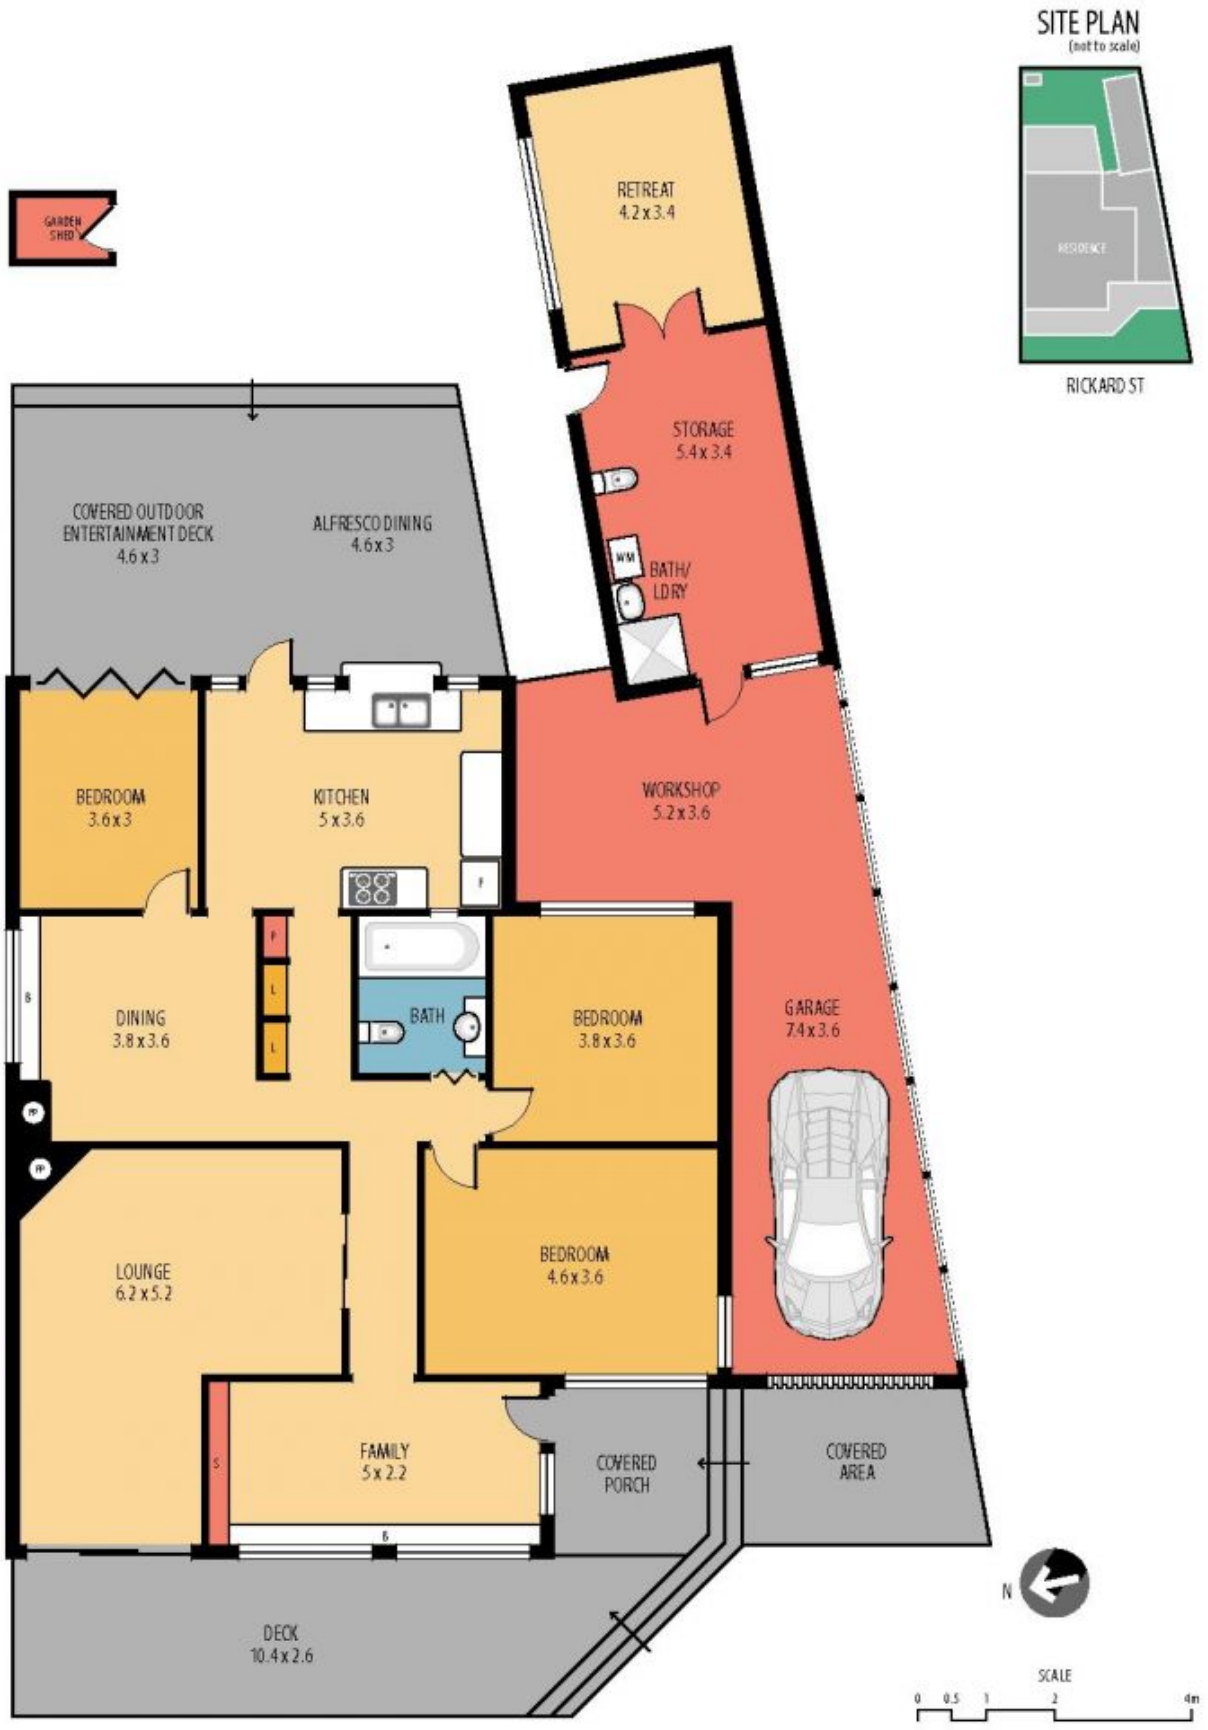 SITE PLAN
(not to scale)
RESIDENCE
RICKARD ST
RETREAT
4.2 x 3.4
GARDEN
SHED
STORAGE
5.4 x 3.4
COVERED OUTDOOR
ENTERTAINMENT DECK
4.6 x 3
ALFRESCO DINING
4.6 x 3
WM
BATH/
LDRY
BEDROOM
3.6 x 3
KITCHEN
5 x 3.6
WORKSHOP
5.2 x 3.6
F
P
L
L
B
DINING
3.8 x 3.6
BATH
BEDROOM
3.8 x 3.6
GARAGE
7.4 x 3.6
FP
FP
LOUNGE
6.2 x 5.2
BEDROOM
4.6 x 3.6
S
FAMILY
5 x 2.2
B
COVERED
PORCH
COVERED
AREA
DECK
10.4 x 2.6
N
SCALE
0 0.5 1 2 4m